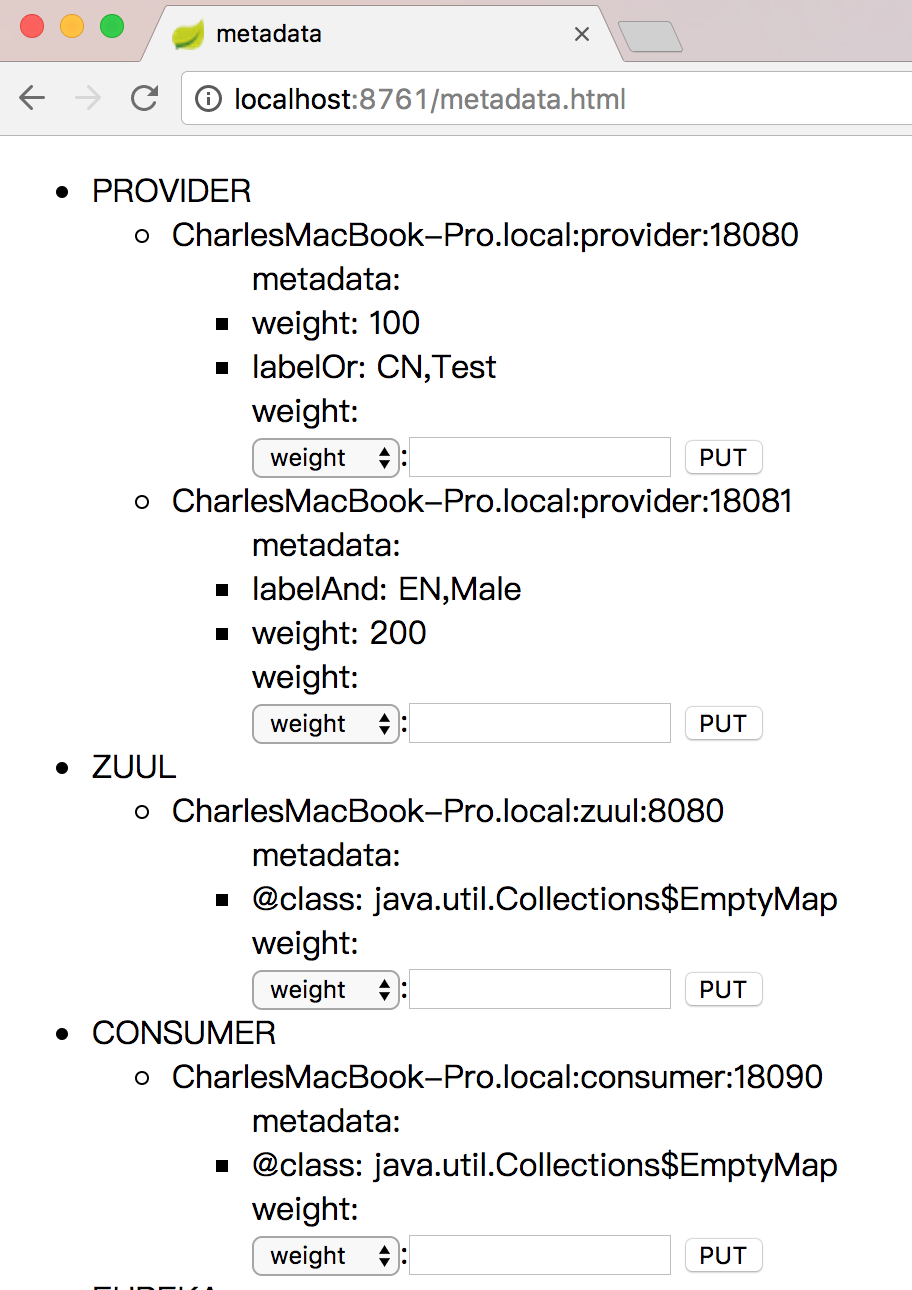 metadata
localhost:8761/metadata.html
PROVIDER
CharlesMacBook-Pro.local:provider:18080
metadata:
weight: 100
labelOr: CN,Test
weight:
weight : PUT
CharlesMacBook-Pro.local:provider:18081
metadata:
labelAnd: EN,Male
weight: 200
weight:
weight : PUT
ZUUL
CharlesMacBook-Pro.local:zuul:8080
metadata:
@class: java.util.Collections$EmptyMap
weight:
weight : PUT
CONSUMER
CharlesMacBook-Pro.local:consumer:18090
metadata:
@class: java.util.Collections$EmptyMap
weight:
weight : PUT